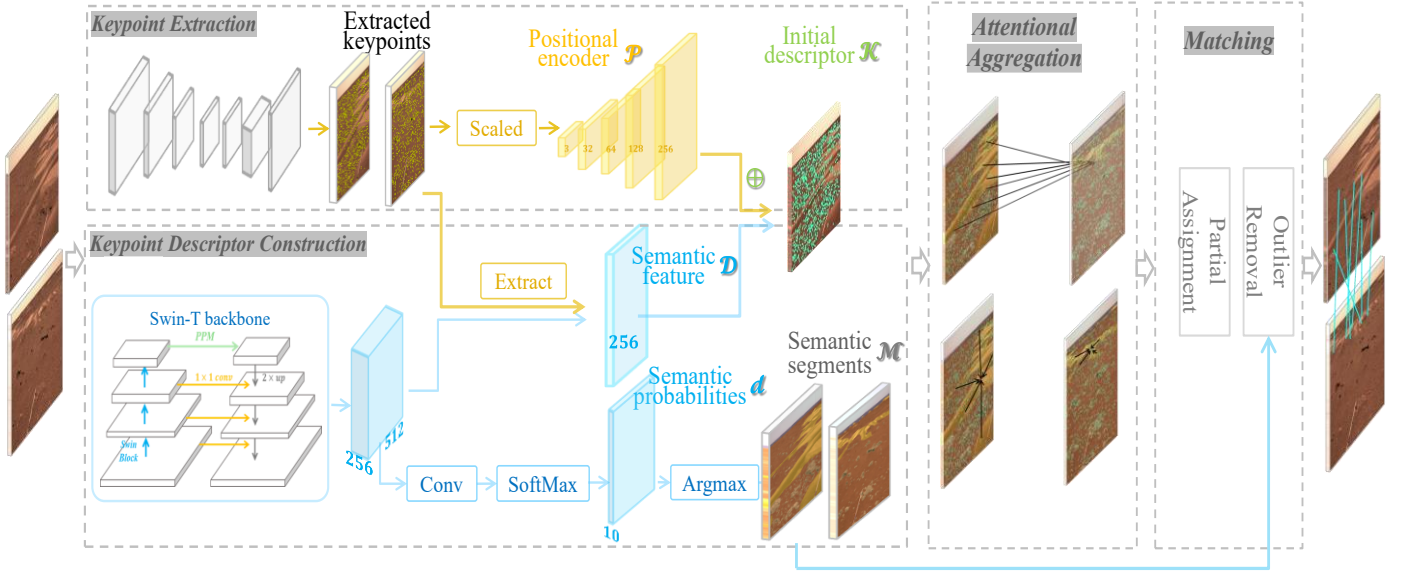 Keypoint Extraction
Extracted
keypoints
Positional
encoder 𝒫
Initial
descriptor 𝒦
Scaled
3
32
64
128
256
⊕
Keypoint Descriptor Construction
Swin-T backbone
PPM
1 × 1 conv
2 × up
Swin
Block
256
512
Extract
Semantic
feature 𝒟
256
Semantic
probabilities 𝒹
Conv
SoftMax
10
Argmax
Semantic
segments ℳ
Attentional
Aggregation
Matching
Partial
Assignment
Outlier
Removal